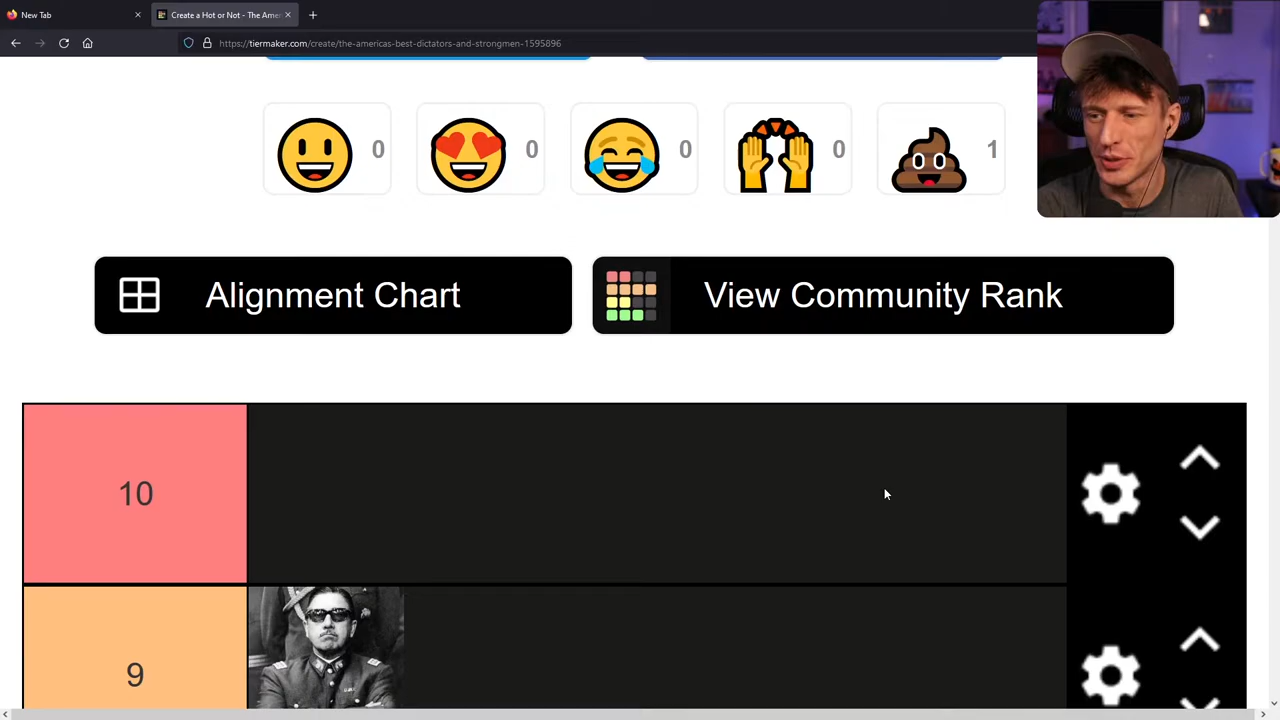 New Tab
Create a Hot or Not - The Ame
https://tiermaker.com/create/the-americas-best-dictators-and-strongmen-1595896
0
0
0
0
1
Alignment Chart
View Community Rank
10
9